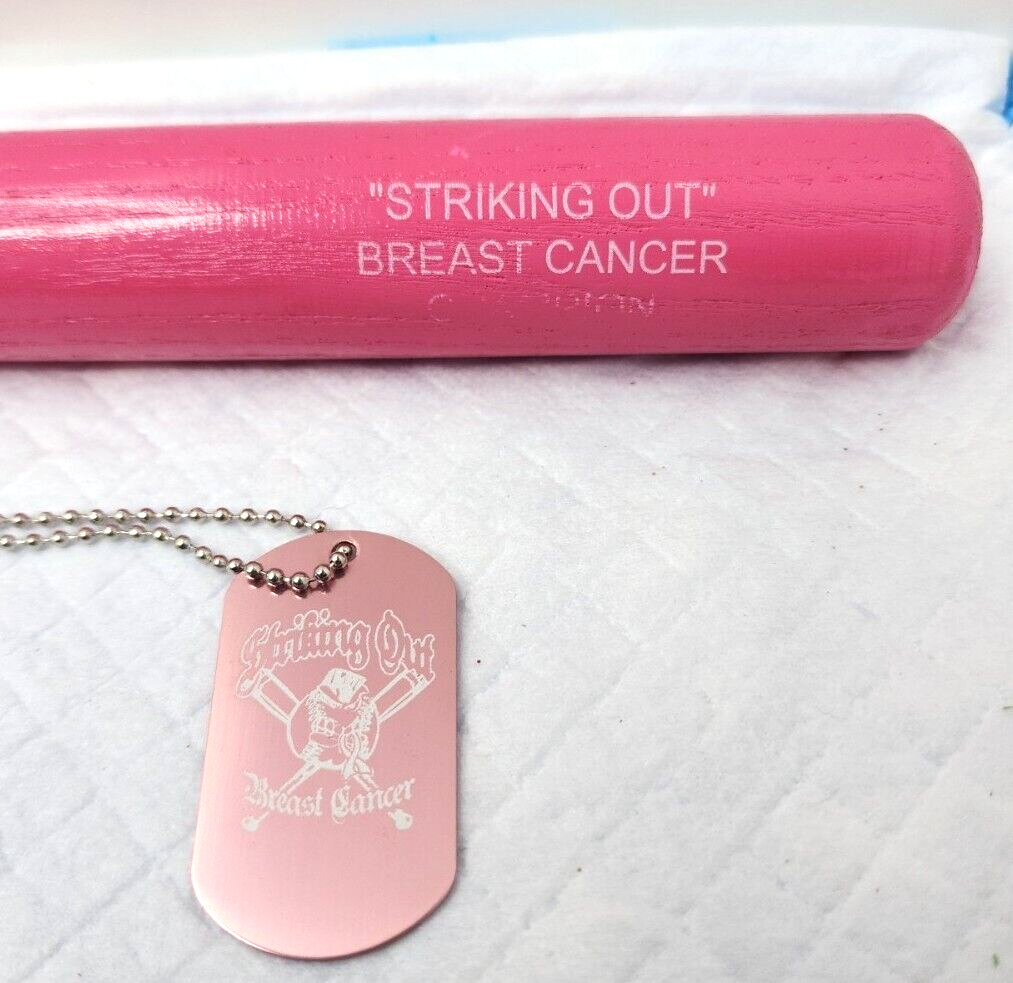 "STRIKING OUT"
BREAST CANCER
Striking Out
Breast Cancer